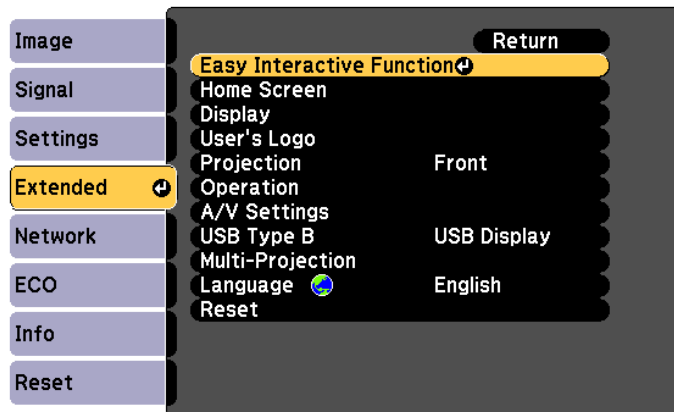 Image
Signal
Settings
Extended
Network
ECO
Info
Reset
Return
Easy Interactive Function
Home Screen
Display
User's Logo
Projection Front
Operation
A/V Settings
USB Type B USB Display
Multi-Projection
Language English
Reset